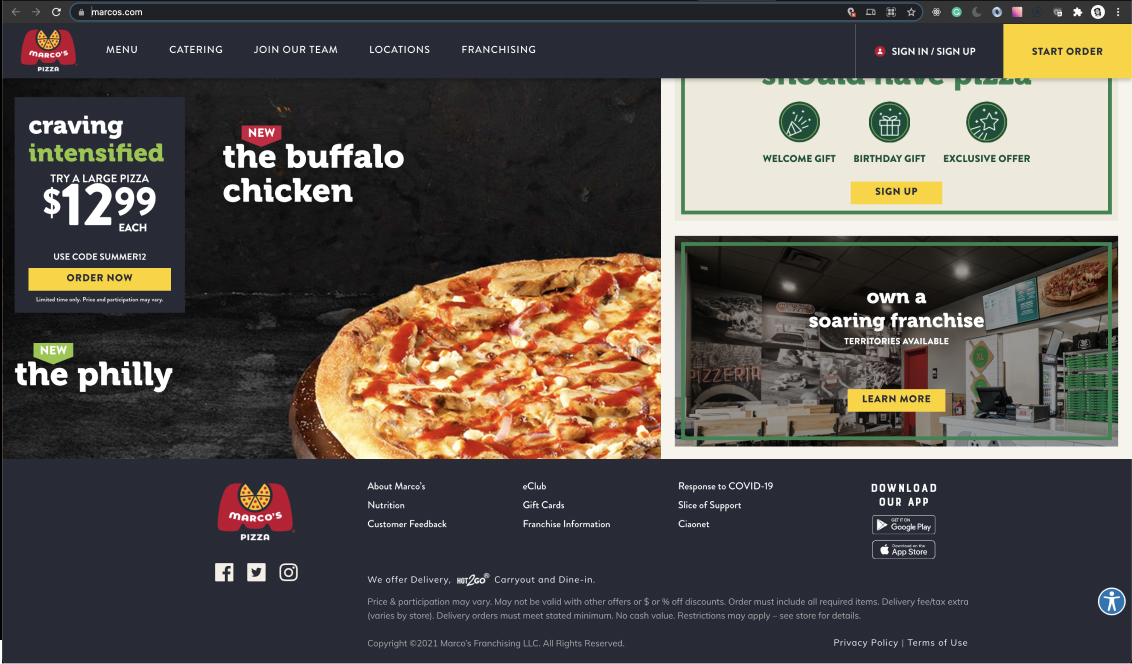 marcos.com
MARCO'S
PIZZA
MENU
CATERING
JOIN OUR TEAM
LOCATIONS
FRANCHISING
SIGN IN / SIGN UP
START ORDER
craving
intensified
TRY A LARGE PIZZA
$12.99
EACH
USE CODE SUMMER12
ORDER NOW
Limited time only. Price and participation may vary.
NEW
the buffalo
chicken
NEW
the philly
should have pizza
WELCOME GIFT
BIRTHDAY GIFT
EXCLUSIVE OFFER
SIGN UP
own a
soaring franchise
TERRITORIES AVAILABLE
PIZZERIA
XL
LEARN MORE
MARCO'S
PIZZA
About Marco's
Nutrition
Customer Feedback
eClub
Gift Cards
Franchise Information
Response to COVID-19
Slice of Support
Ciaonet
DOWNLOAD
OUR APP
GET IT ON
Google Play
Download on the
App Store
We offer Delivery, HOT2GO® Carryout and Dine-in.
Price & participation may vary. May not be valid with other offers or $ or % off discounts. Order must include all required items. Delivery fee/tax extra
(varies by store). Delivery orders must meet stated minimum. No cash value. Restrictions may apply – see store for details.
Copyright ©2021 Marco's Franchising LLC. All Rights Reserved.
Privacy Policy | Terms of Use